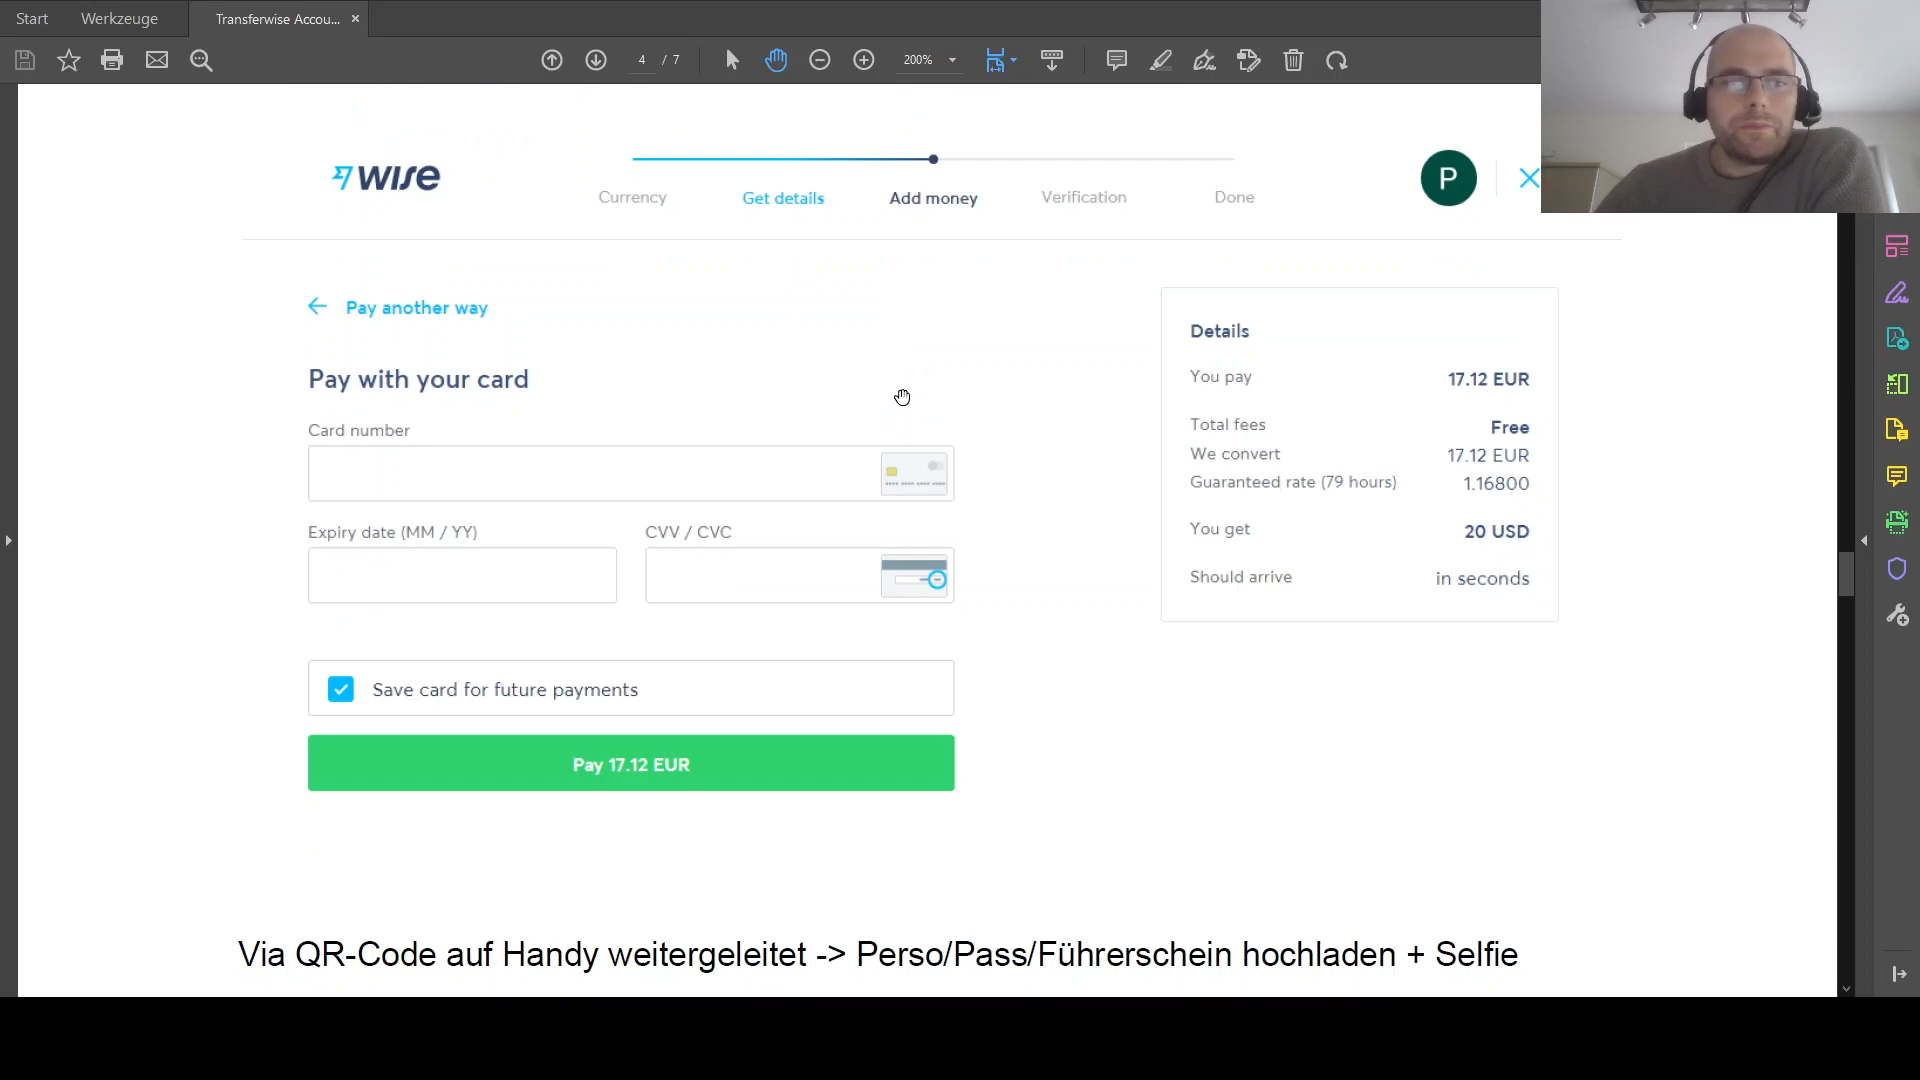 Start Werkzeuge Transferwise Accou... ×
4 / 7 200%
wise
Currency Get details Add money Verification Done
P
Pay another way
Pay with your card
Card number
Expiry date (MM / YY) CVV / CVC
Save card for future payments
Pay 17.12 EUR
Details
You pay 17.12 EUR
Total fees Free
We convert 17.12 EUR
Guaranteed rate (79 hours) 1.16800
You get 20 USD
Should arrive in seconds
Via QR-Code auf Handy weitergeleitet -> Perso/Pass/Führerschein hochladen + Selfie